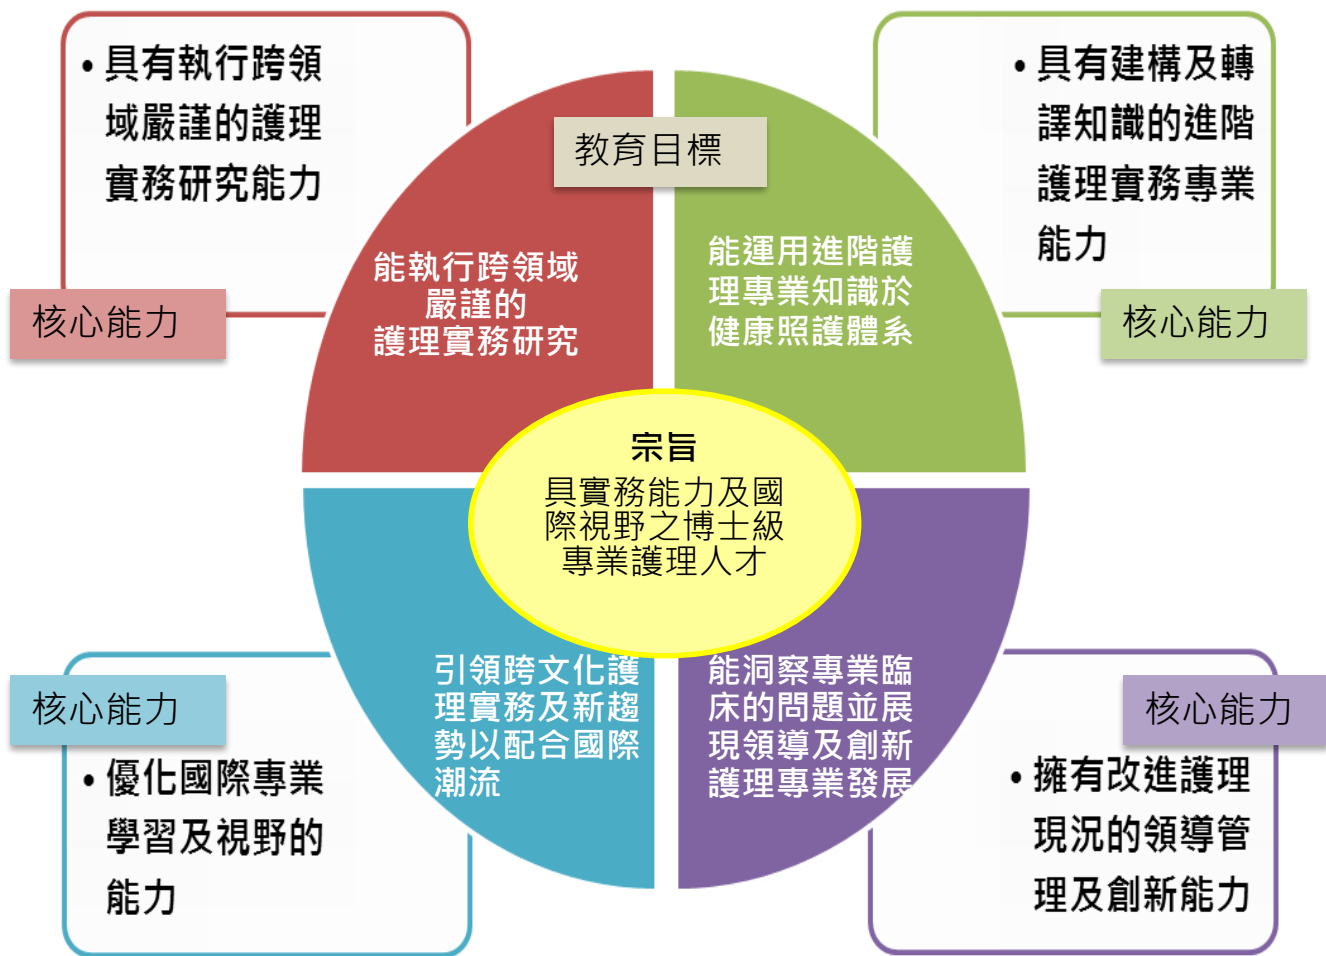 • 具有執行跨領
域嚴謹的護理
實務研究能力
核心能力
• 具有建構及轉
譯知識的進階
護理實務專業
能力
核心能力
教育目標
能執行跨領域
嚴謹的
護理實務研究
能運用進階護
理專業知識於
健康照護體系
宗旨
具實務能力及國
際視野之博士級
專業護理人才
引領跨文化護
理實務及新趨
勢以配合國際
潮流
能洞察專業臨
床的問題並展
現領導及創新
護理專業發展
核心能力
• 優化國際專業
學習及視野的
能力
核心能力
• 擁有改進護理
現況的領導管
理及創新能力